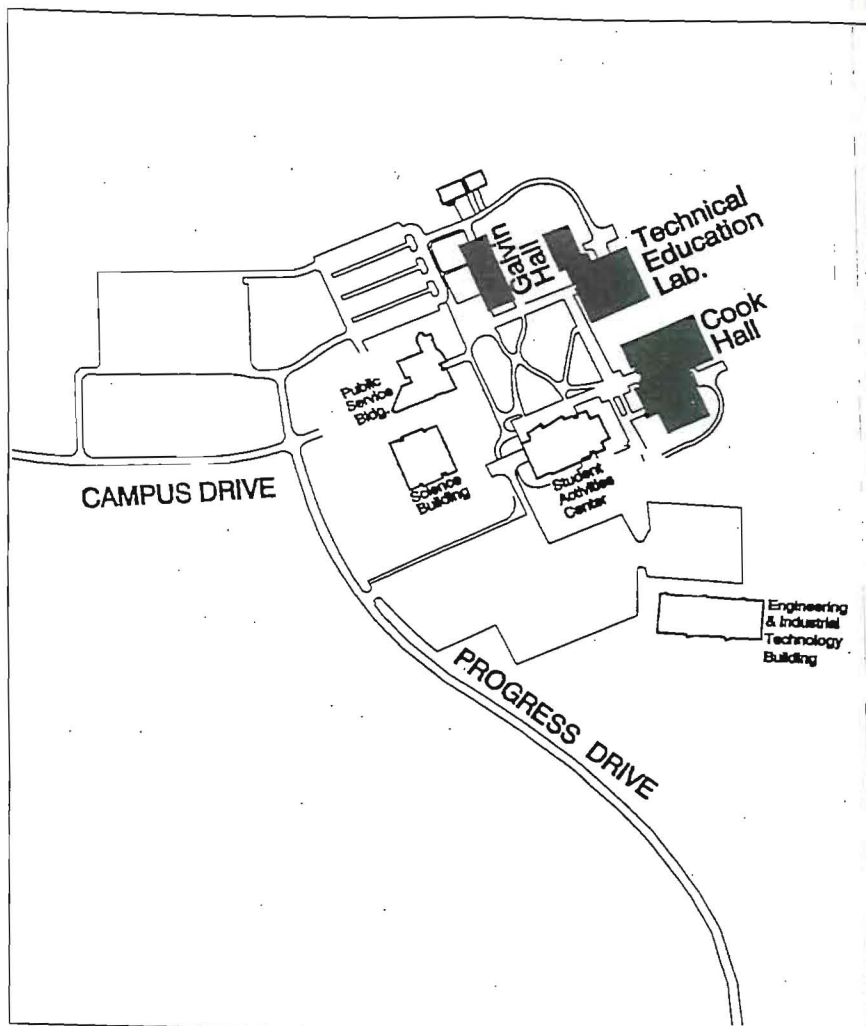 Galvin
Hall
Technical
Education
Lab.
Cook
Hall
Public
Service
Bldg.
Science
Building
Student
Activities
Center
CAMPUS DRIVE
Engineering
& Industrial
Technology
Building
PROGRESS DRIVE